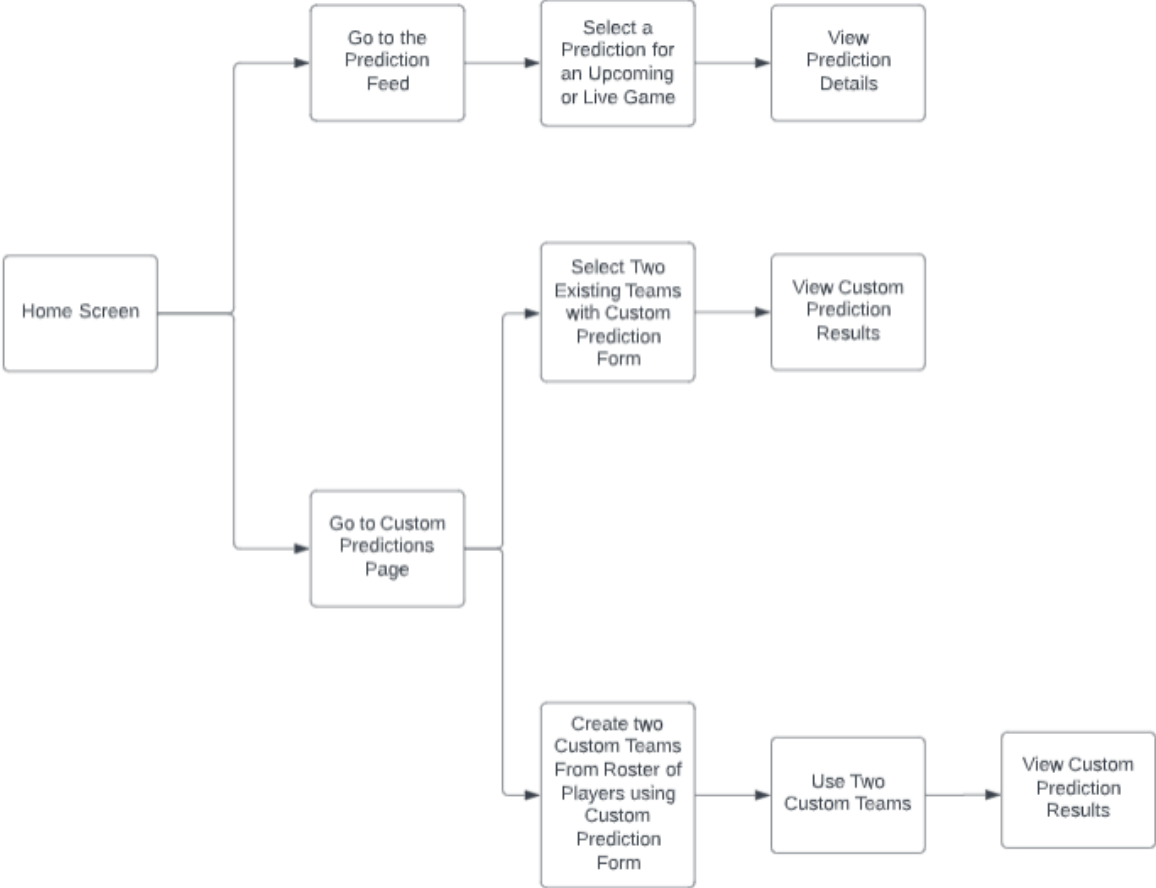 Go to the
Prediction
Feed
Select a
Prediction for
an Upcoming
or Live Game
View
Prediction
Details
Home Screen
Select Two
Existing Teams
with Custom
Prediction
Form
View Custom
Prediction
Results
Go to Custom
Predictions
Page
Create two
Custom Teams
From Roster of
Players using
Custom
Prediction
Form
Use Two
Custom Teams
View Custom
Prediction
Results